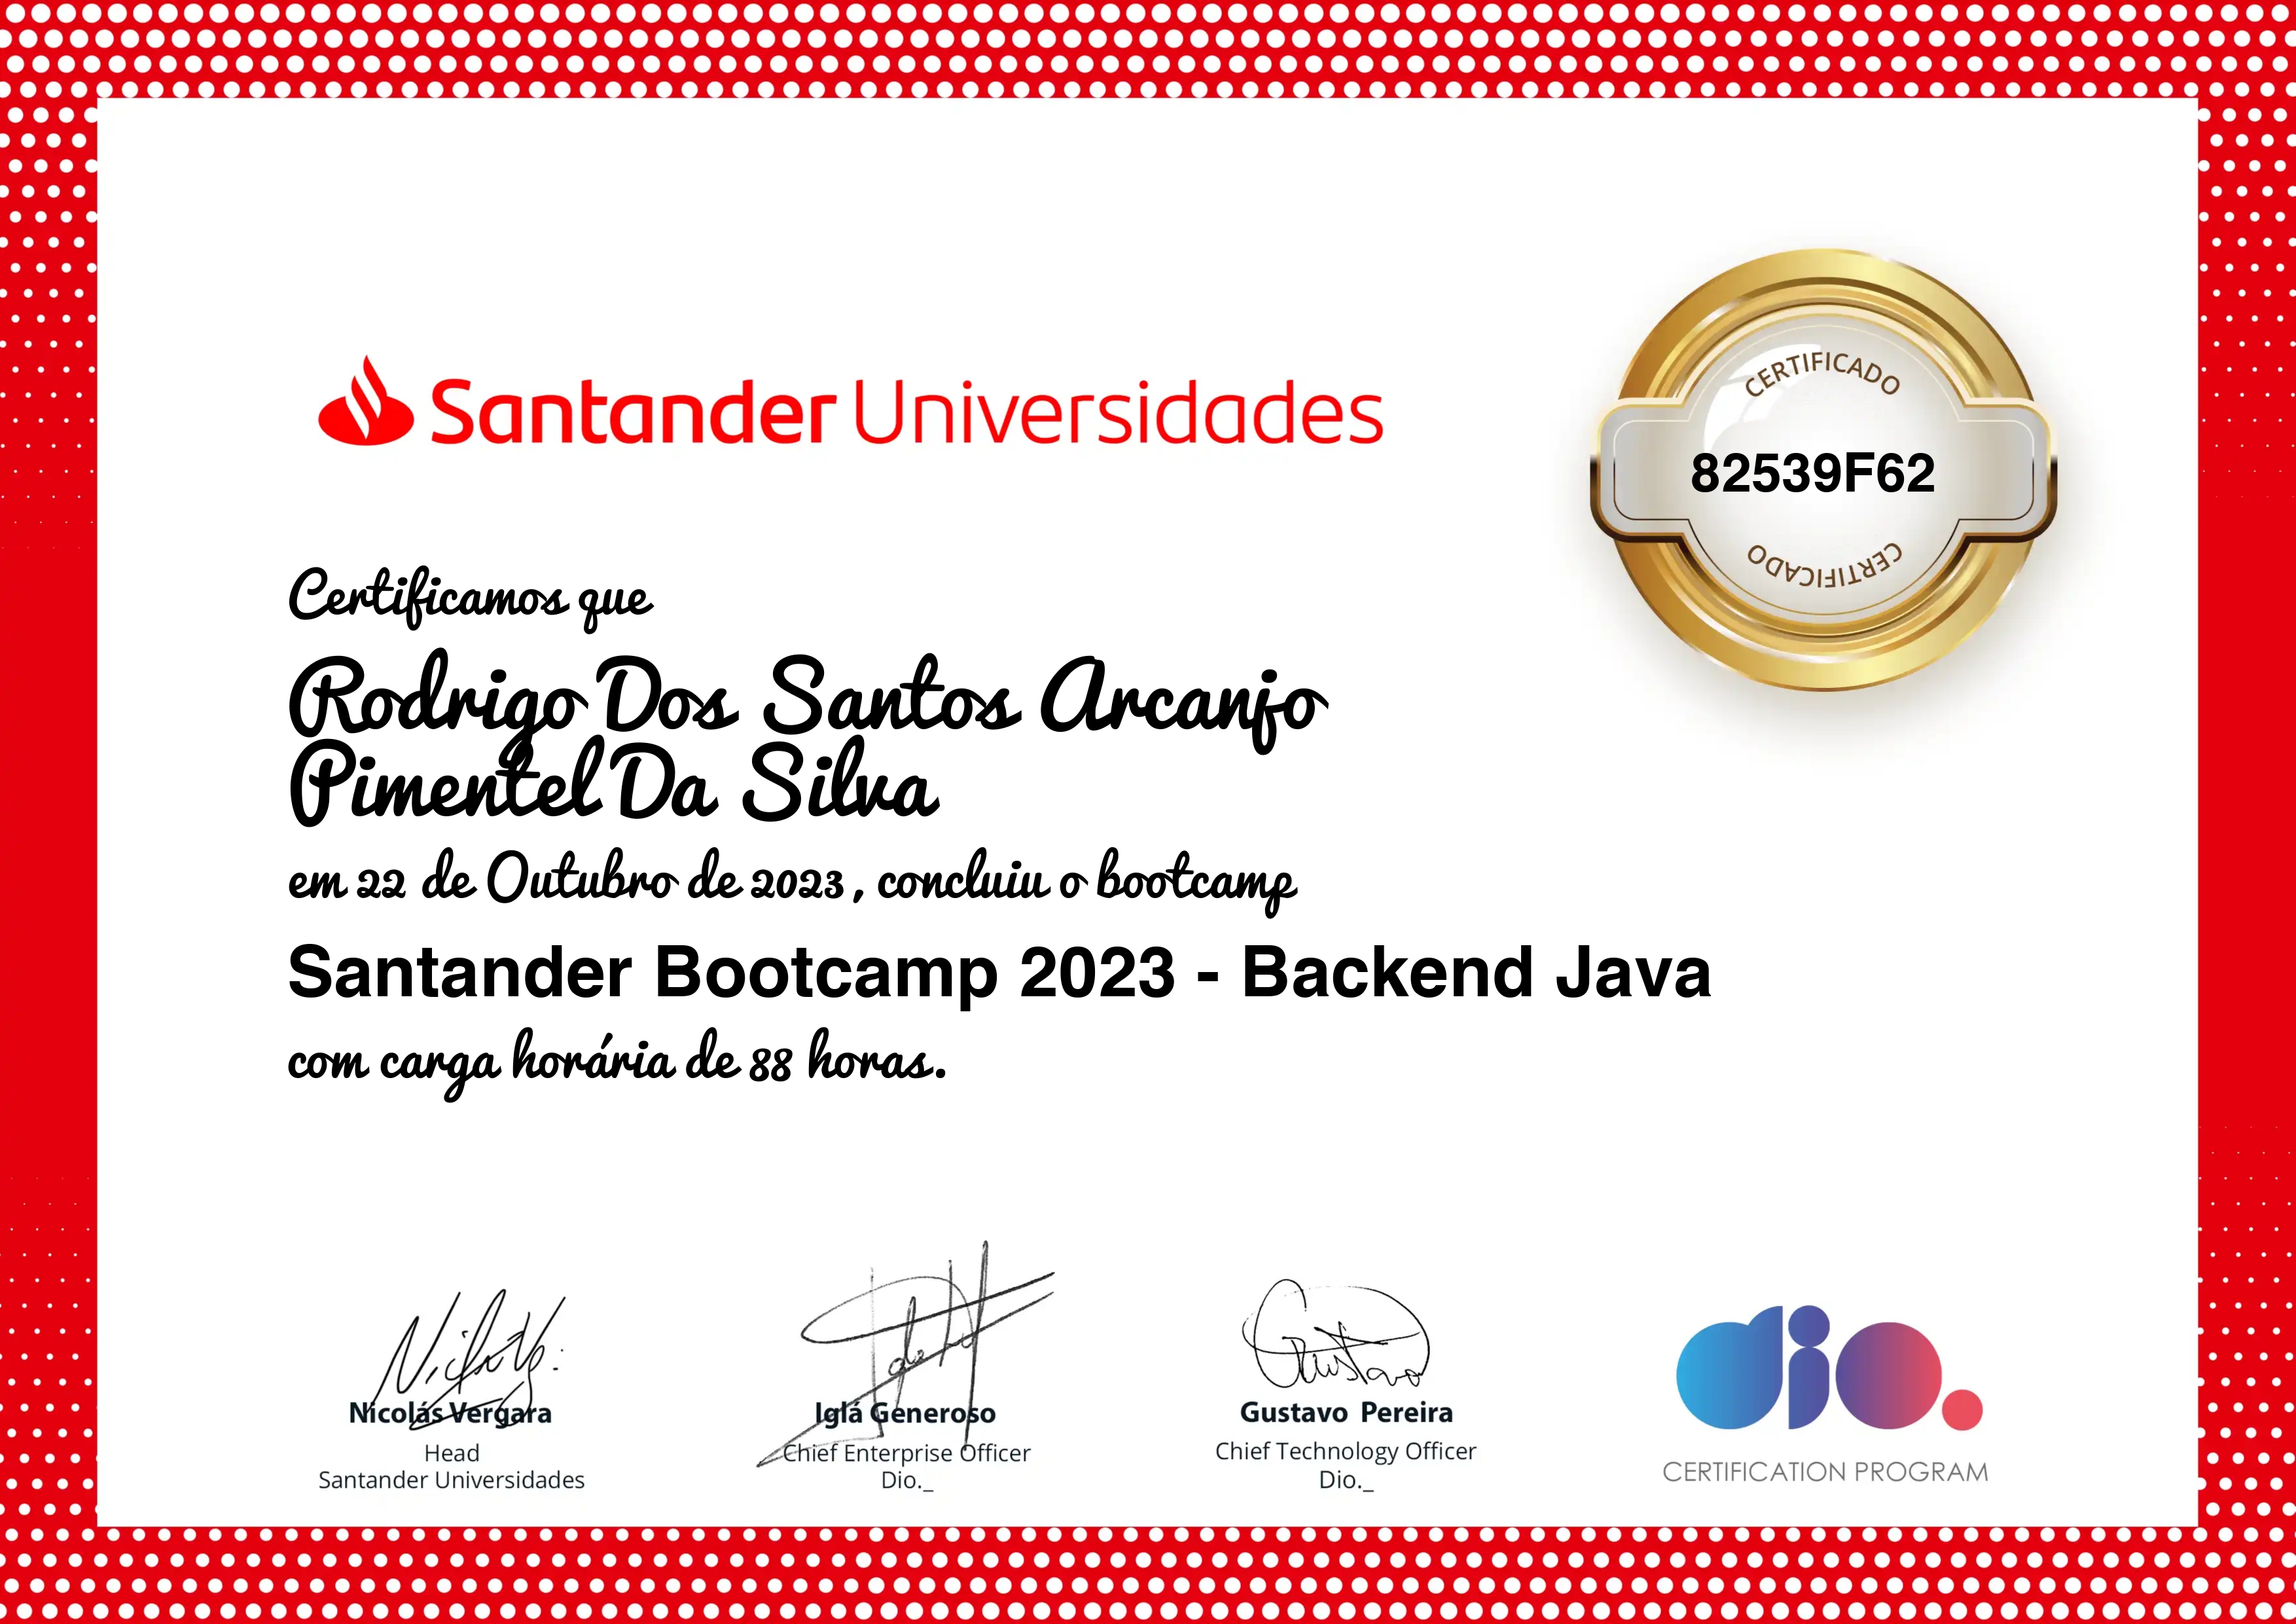 Santander Universidades
CERTIFICADO
82539F62
CERTIFICADO
Certificamos que
Rodrigo Dos Santos Arcanjo
Pimentel Da Silva
em 22 de Outubro de 2023, concluiu o bootcamp
Santander Bootcamp 2023 - Backend Java
com carga horária de 88 horas.
Nicolás Vergara
Head
Santander Universidades
Iglá Generoso
Chief Enterprise Officer
Dio._
Gustavo
Gustavo Pereira
Chief Technology Officer
Dio._
dio.
CERTIFICATION PROGRAM